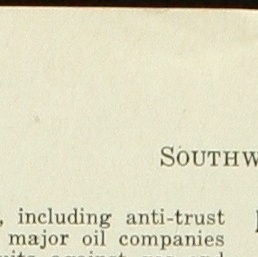 SOUTHW
, including anti-trust
major oil companies